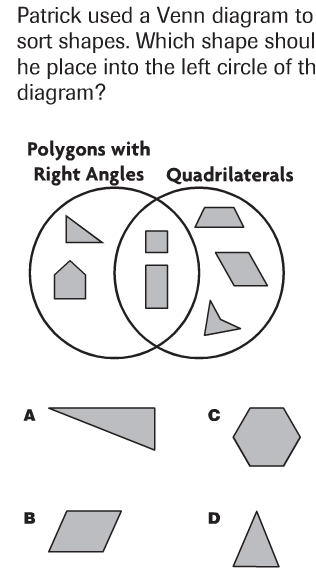 Patrick used a Venn diagram to
sort shapes. Which shape shoul
he place into the left circle of th
diagram?
Polygons with
Right Angles
Quadrilaterals
A
C
B
D